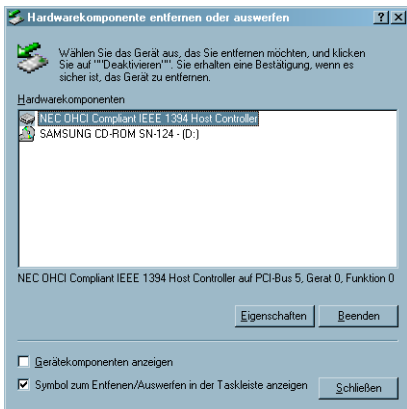 Hardwarekomponente entfernen oder auswerfen
Wählen Sie das Gerät aus, das Sie entfernen möchten, und klicken
Sie auf ""Deaktivieren"". Sie erhalten eine Bestätigung, wenn es
sicher ist, das Gerät zu entfernen.
Hardwarekomponenten
NEC OHCI Compliant IEEE 1394 Host Controller
SAMSUNG CD-ROM SN-124 - (D:)
NEC OHCI Compliant IEEE 1394 Host Controller auf PCI-Bus 5, Gerat 0, Funktion 0
Eigenschaften
Beenden
Gerätekomponenten anzeigen
Symbol zum Entfenen/Auswerfen in der Taskleiste anzeigen
Schließen